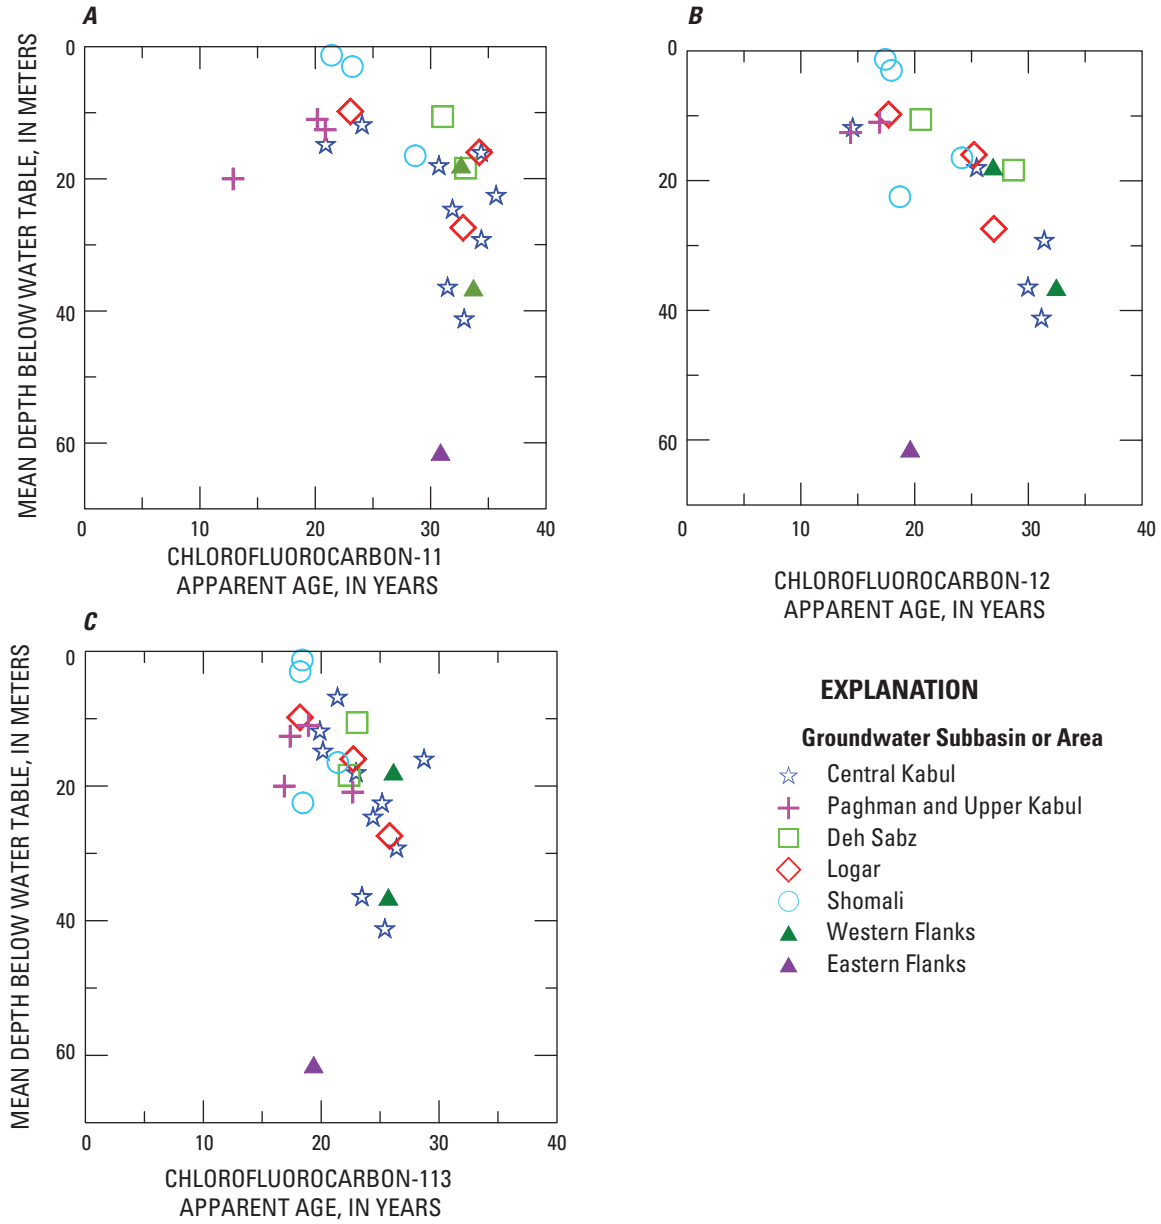 A
MEAN DEPTH BELOW WATER TABLE, IN METERS
0
20
40
60
0 10 20 30 40
CHLOROFLUOROCARBON-11
APPARENT AGE, IN YEARS
B
0
20
40
60
0 10 20 30 40
CHLOROFLUOROCARBON-12
APPARENT AGE, IN YEARS
C
MEAN DEPTH BELOW WATER TABLE, IN METERS
0
20
40
60
0 10 20 30 40
CHLOROFLUOROCARBON-113
APPARENT AGE, IN YEARS
EXPLANATION
Groundwater Subbasin or Area
Central Kabul
Paghman and Upper Kabul
Deh Sabz
Logar
Shomali
Western Flanks
Eastern Flanks